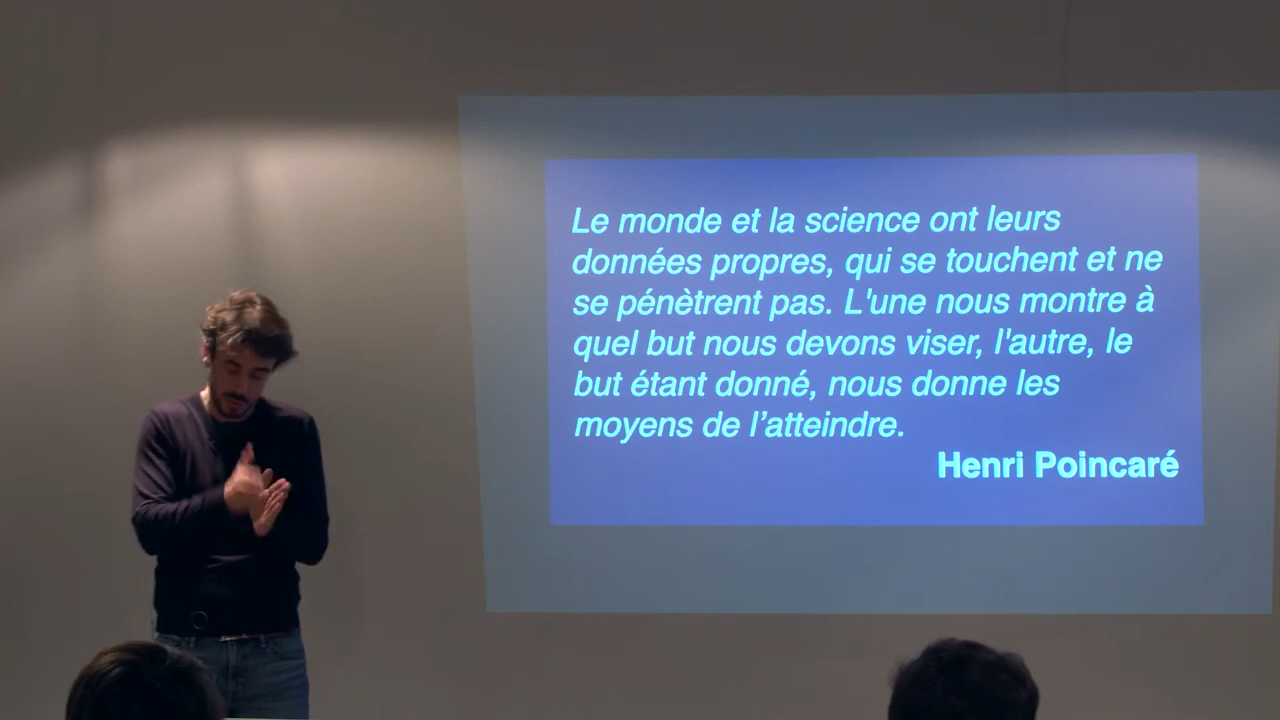 Le monde et la science ont leurs
données propres, qui se touchent et ne
se pénètrent pas. L'une nous montre à
quel but nous devons viser, l'autre, le
but étant donné, nous donne les
moyens de l’atteindre.
Henri Poincaré